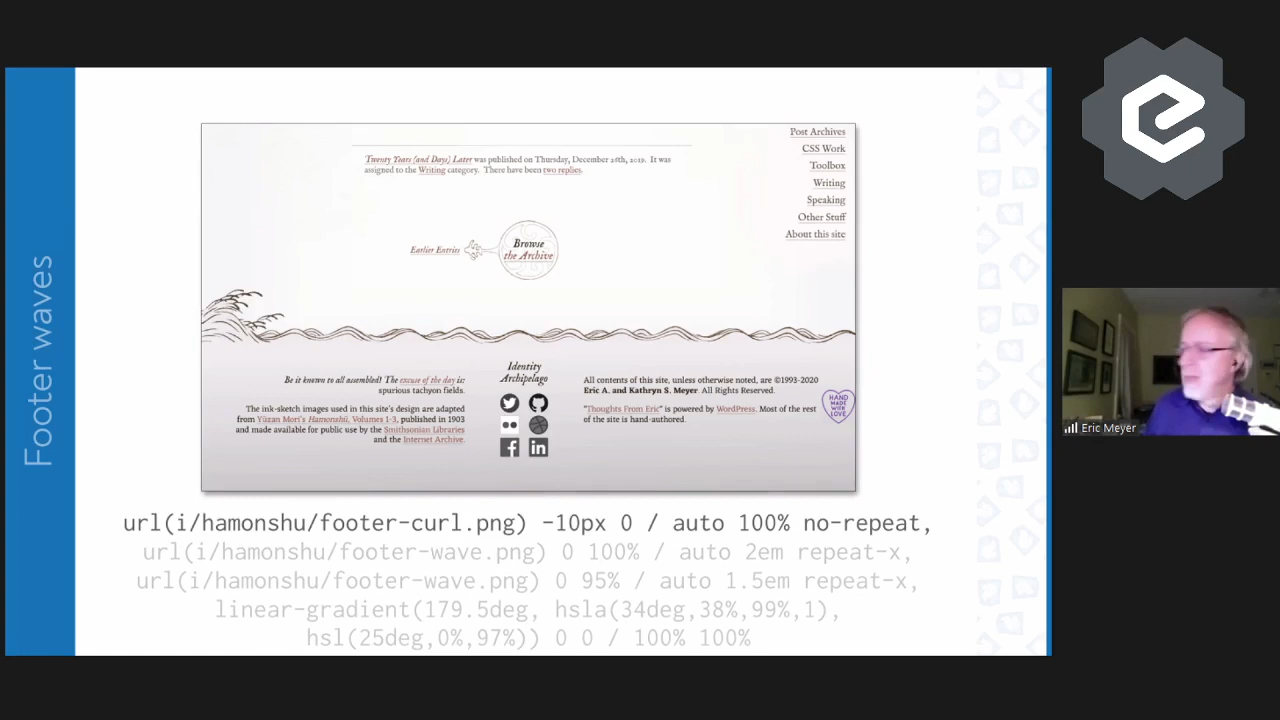 Footer waves
Post Archives
CSS Work
Toolbox
Writing
Speaking
Other Stuff
About this site
Twenty Years (and Days) Later was published on Thursday, December 26th, 2019. It was
assigned to the Writing category. There have been two replies.
Earlier Entries
Browse
the Archive
Be it known to all assembled! The excuse of the day is:
spurious tachyon fields.
The ink-sketch images used in this site's design are adapted
from Yūzan Mori's Hamonshū, Volumes 1-3, published in 1903
and made available for public use by the Smithsonian Libraries
and the Internet Archive.
Identity
Archipelago
All contents of this site, unless otherwise noted, are ©1993-2020
Eric A. and Kathryn S. Meyer. All Rights Reserved.
"Thoughts From Eric" is powered by WordPress. Most of the rest
of the site is hand-authored.
HAND
MADE
WITH
LOVE
url(i/hamonshu/footer-curl.png) -10px 0 / auto 100% no-repeat,
url(i/hamonshu/footer-wave.png) 0 100% / auto 2em repeat-x,
url(i/hamonshu/footer-wave.png) 0 95% / auto 1.5em repeat-x,
linear-gradient(179.5deg, hsla(34deg,38%,99%,1),
hsl(25deg,0%,97%)) 0 0 / 100% 100%
Eric Meyer